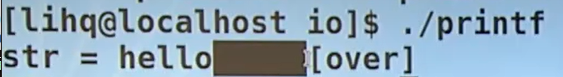 [lihq@localhost io]$ ./printf
str = hello [over]